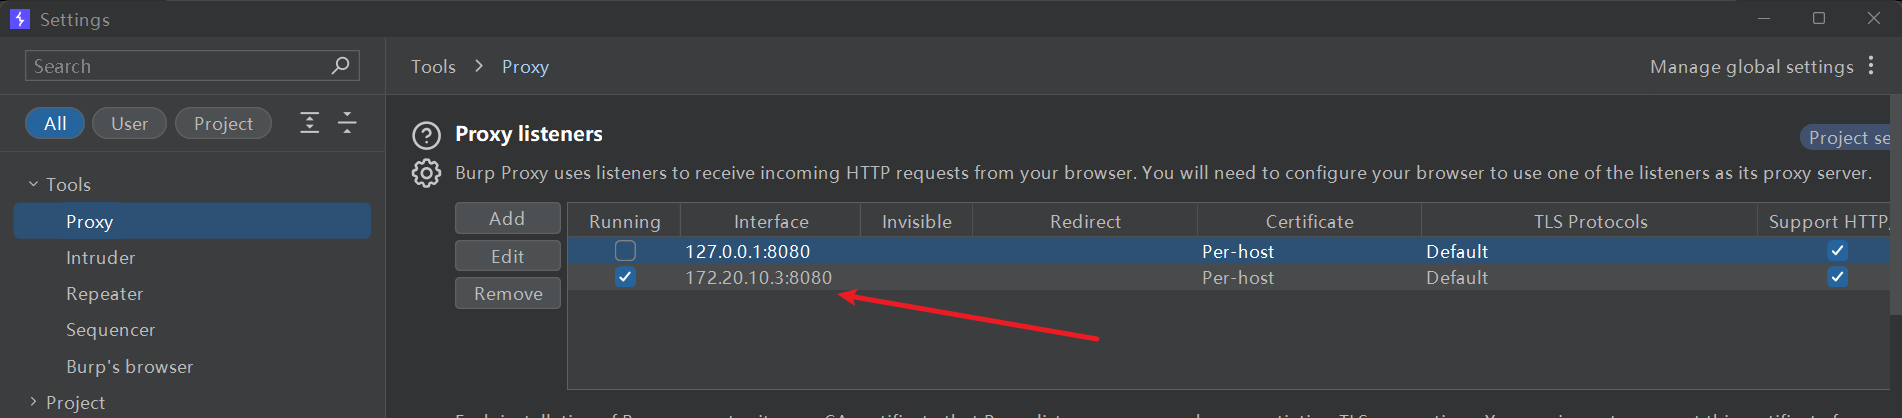 Settings
Search
Tools > Proxy
Manage global settings
All User Project
Proxy listeners
Project se
Burp Proxy uses listeners to receive incoming HTTP requests from your browser. You will need to configure your browser to use one of the listeners as its proxy server.
Tools
Proxy
Intruder
Repeater
Sequencer
Burp's browser
Project
Add
Edit
Remove
Running Interface Invisible Redirect Certificate TLS Protocols Support HTTP
127.0.0.1:8080 Per-host Default
172.20.10.3:8080 Per-host Default